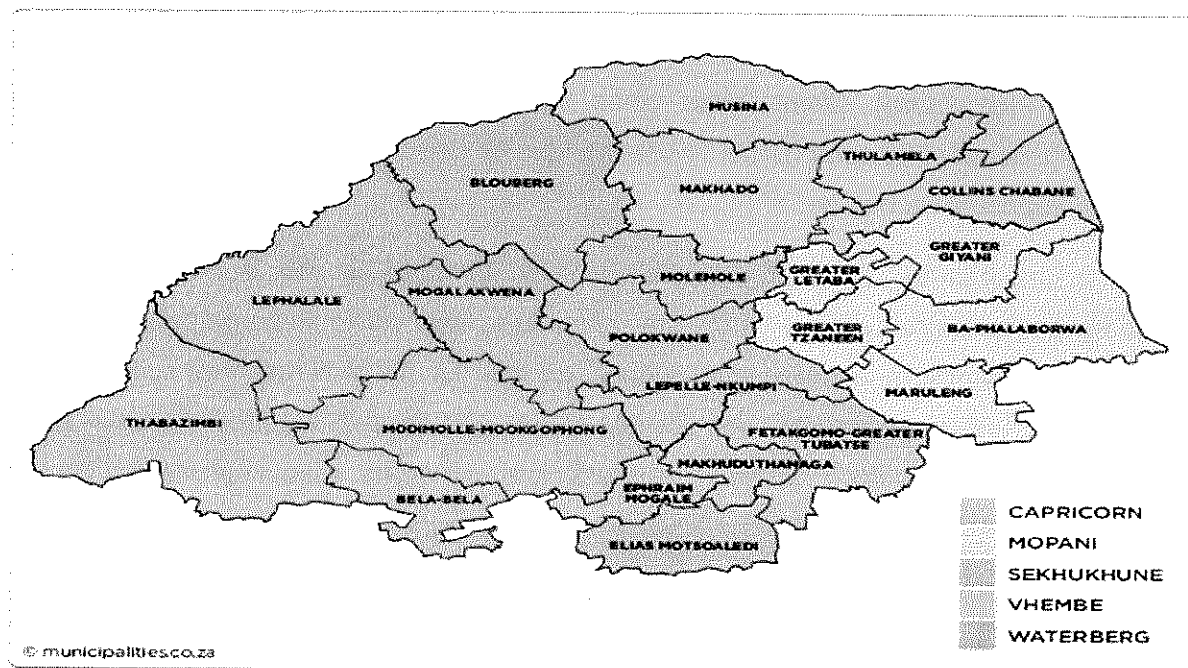 MUSINA
THULAMELA
BLOUBERG
MAKHADO
COLLINS CHABANE
GREATER
GIYANI
MOLEMOLE
GREATER
LETABA
LEPHALALE
MOGALAKWENA
POLOKWANE
GREATER
TZANEEN
BA-PHALABORWA
LEPELLE-NKUMPI
MARULENG
THABAZIMBI
MODIMOLLE-MOOKGOPHONG
FETAKGOMO-GREATER
TUBATSE
MAKHUDUTHAMAGA
EPHRAIM
MOGALE
BELA-BELA
ELIAS MOTSOALEDI
CAPRICORN
MOPANI
SEKHUKHUNE
VHEMBE
WATERBERG
© municipalities.co.za